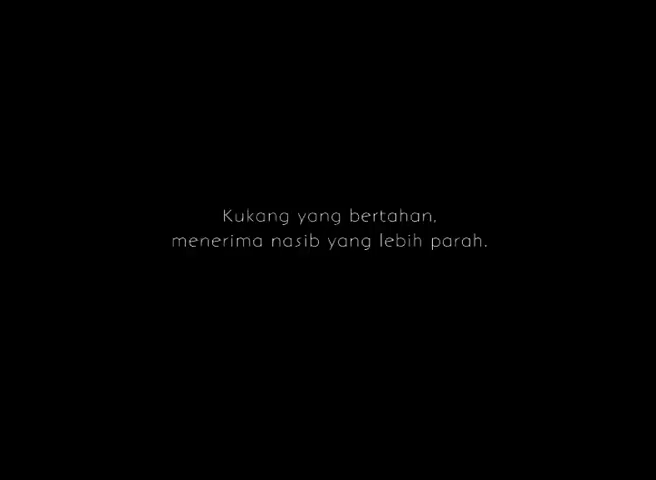 Kukang yang bertahan,
menerima nasib yang lebih parah.